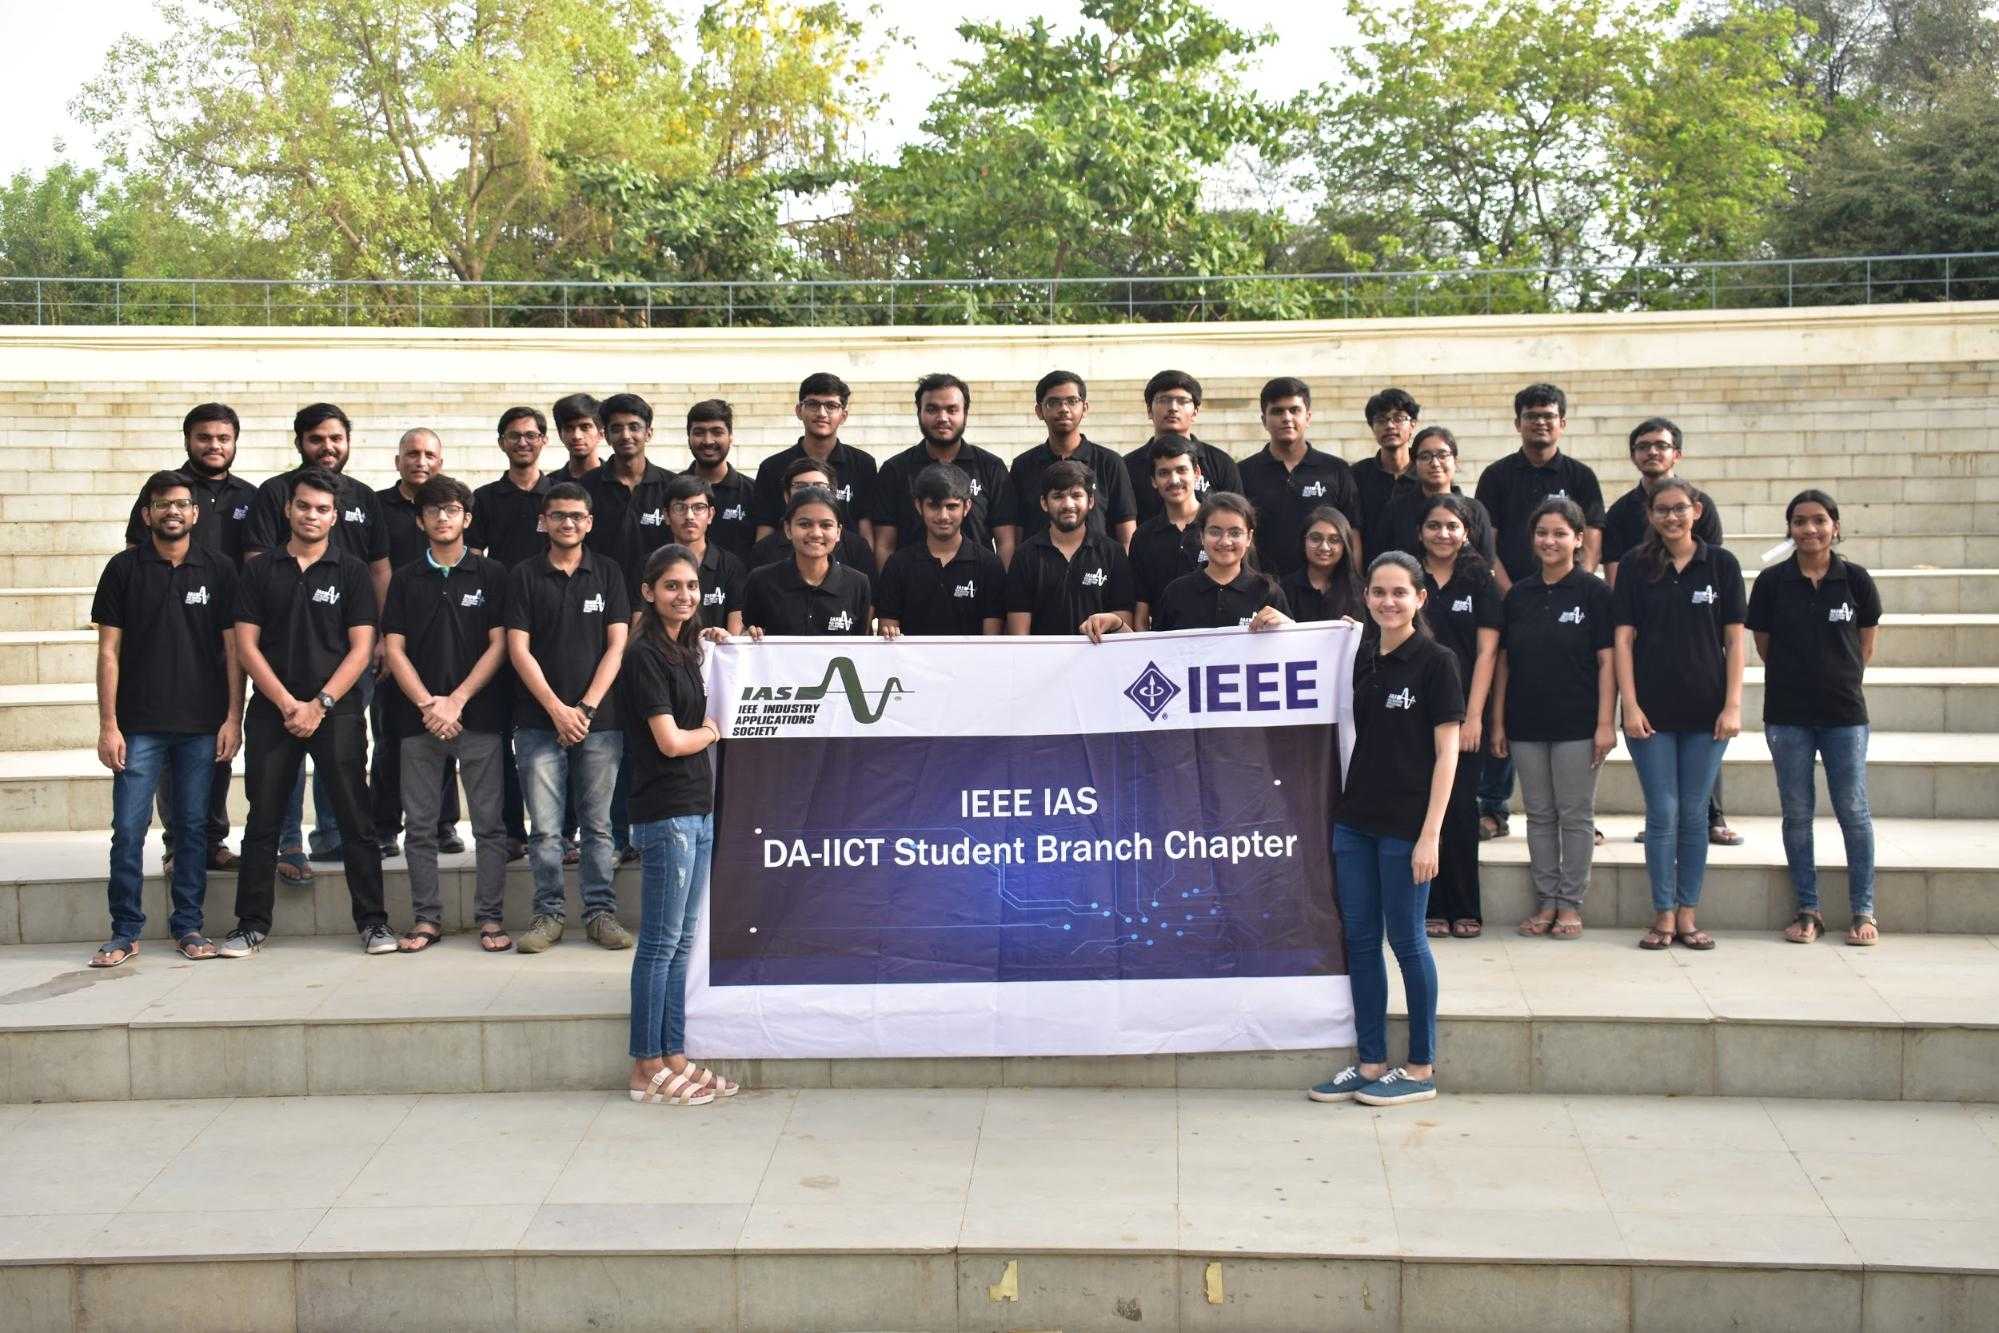 IAS
IEEE INDUSTRY
APPLICATIONS
SOCIETY
IEEE
IEEE IAS
DA-IICT Student Branch Chapter